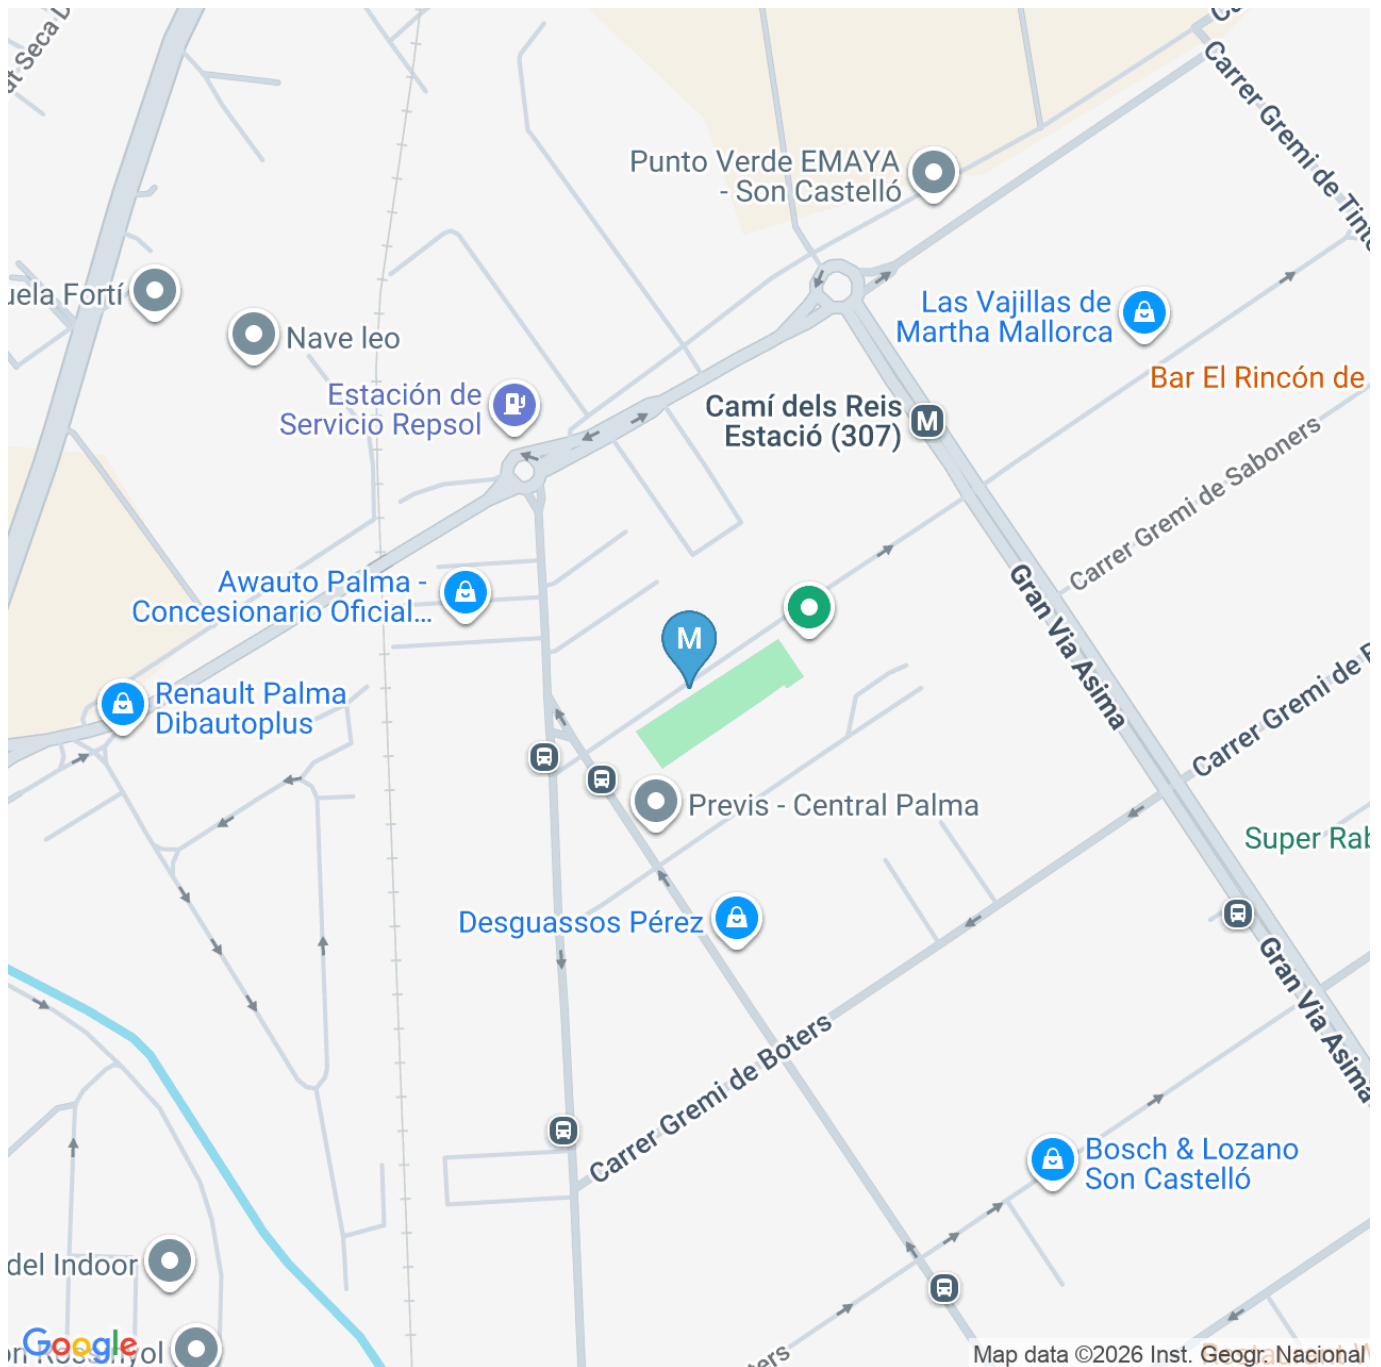 Carrer Gremi de
Punto Verde EMAYA
- Son Castelló
Las Vajillas de
Martha Mallorca
Nave leo
Bar El Rincón de
Estación de
Servicio Repsol
Camí dels Reis
Estació (307)
M
Carrer Gremi de Saboners
Awauto Palma -
Concesionario Oficial...
M
Gran Via Asima
Renault Palma
Dibautoplus
Carrer Gremi de
Previs - Central Palma
Super
Desguassos Pérez
Gran Via Asima
Carrer Gremi de Boters
Bosch & Lozano
Son Castelló
del Indoor
Google
Map data ©2026 Inst. Geogr. Nacional